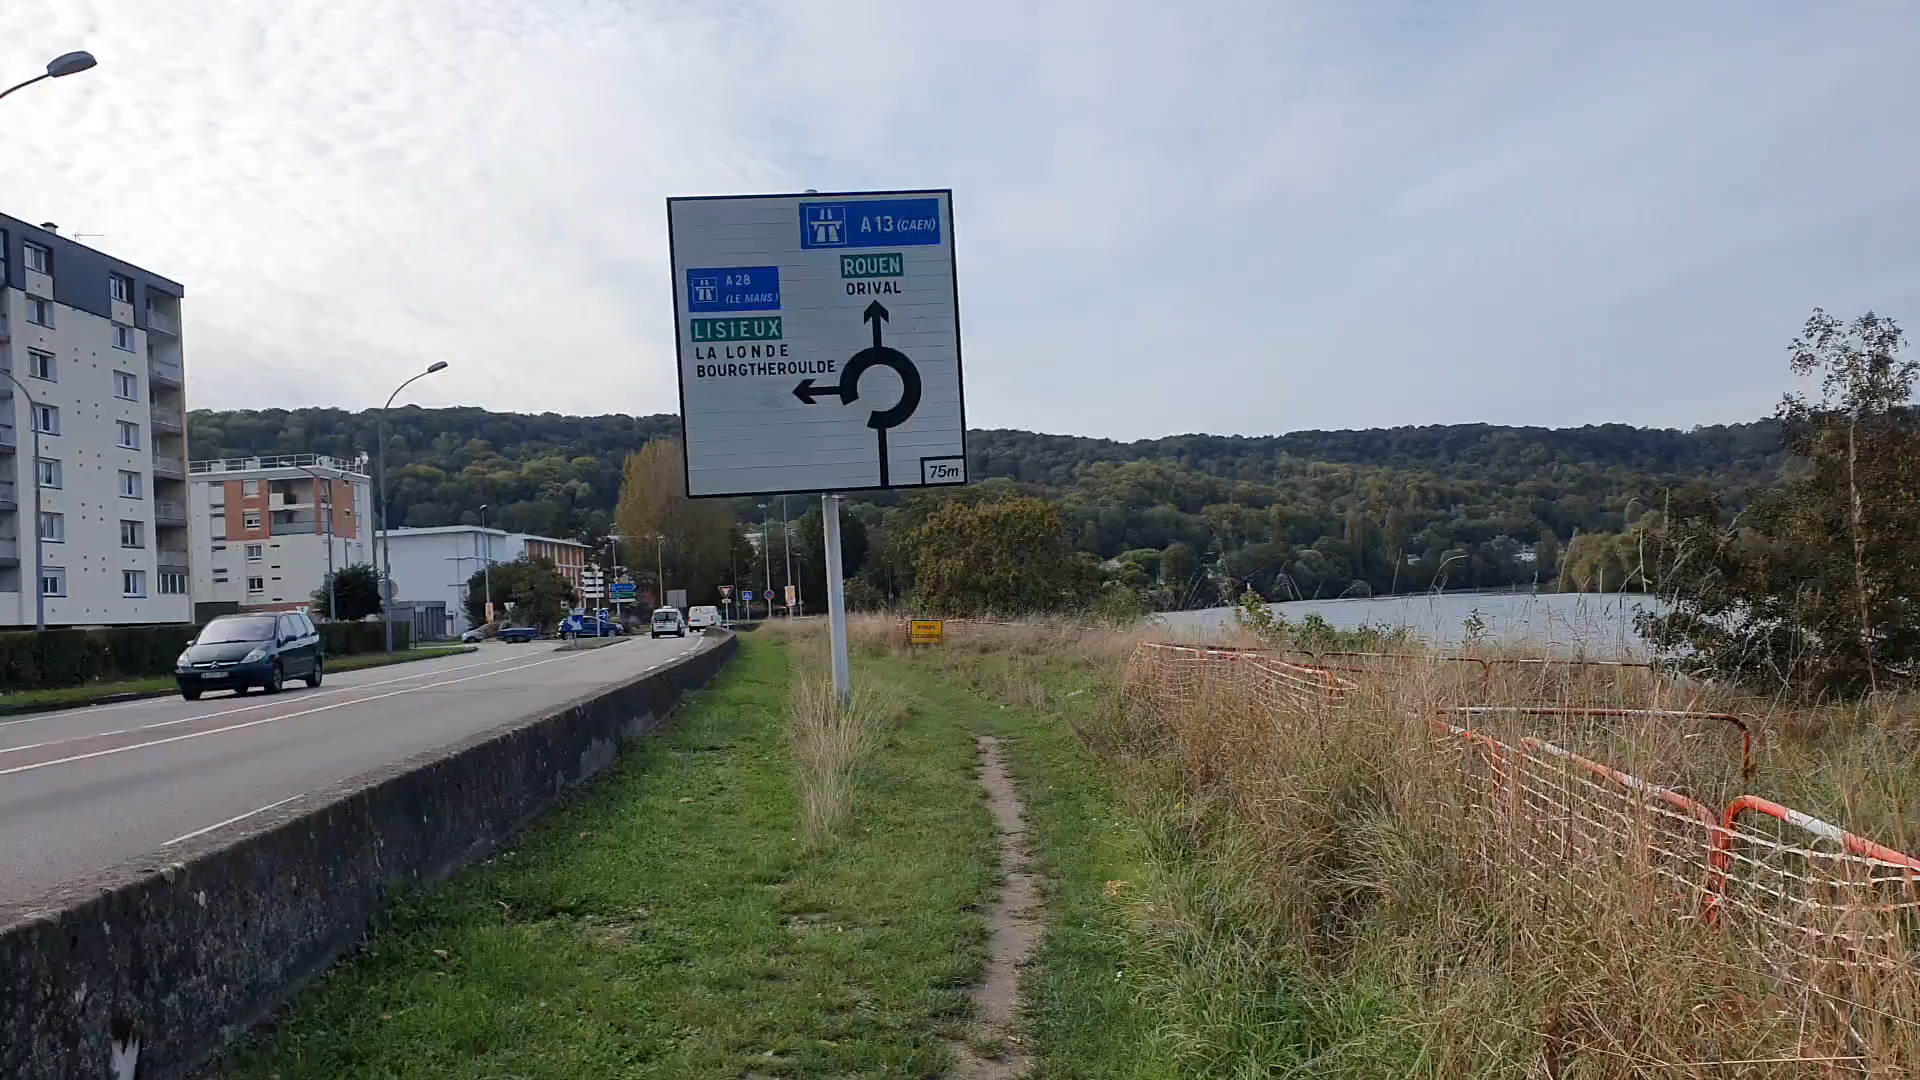 A13 (CAEN)
ROUEN
ORIVAL
A28
(LE MANS)
LISIEUX
LA LONDE
BOURGTHEROULDE
75m